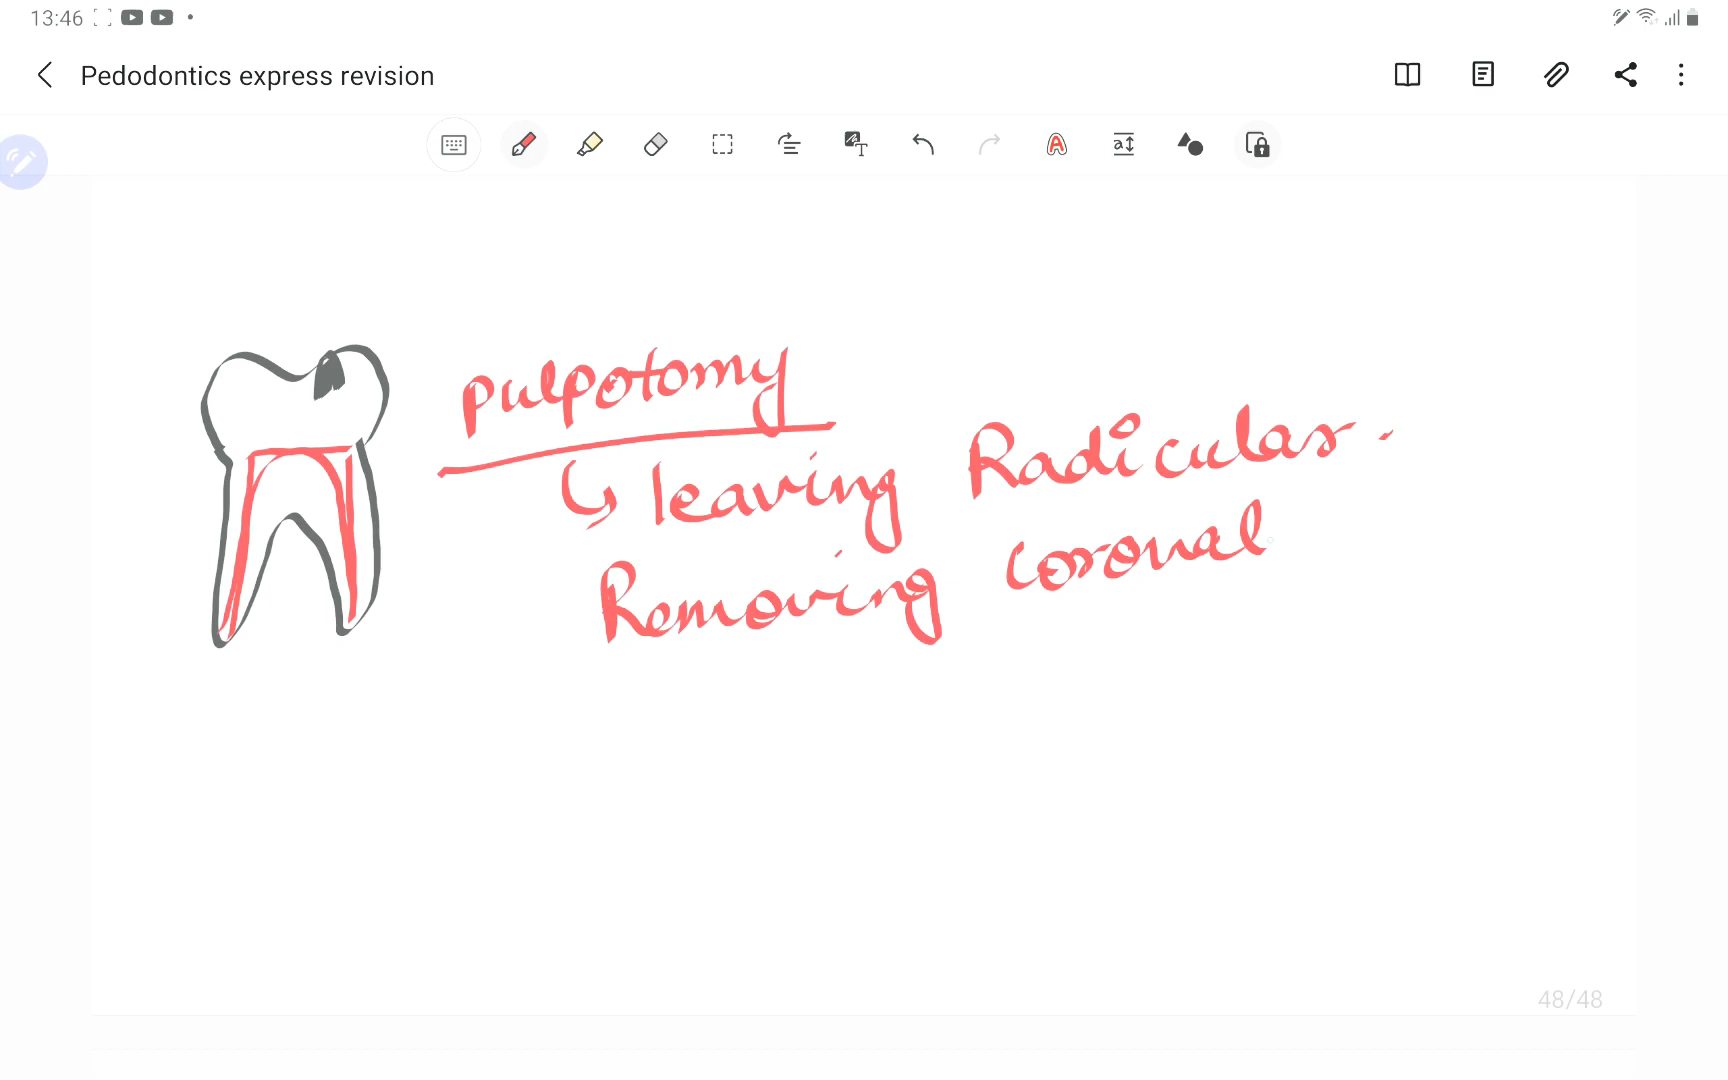 13:46
Pedodontics express revision
pulpotomy
leaving Radicular.
Removing coronal
48/48